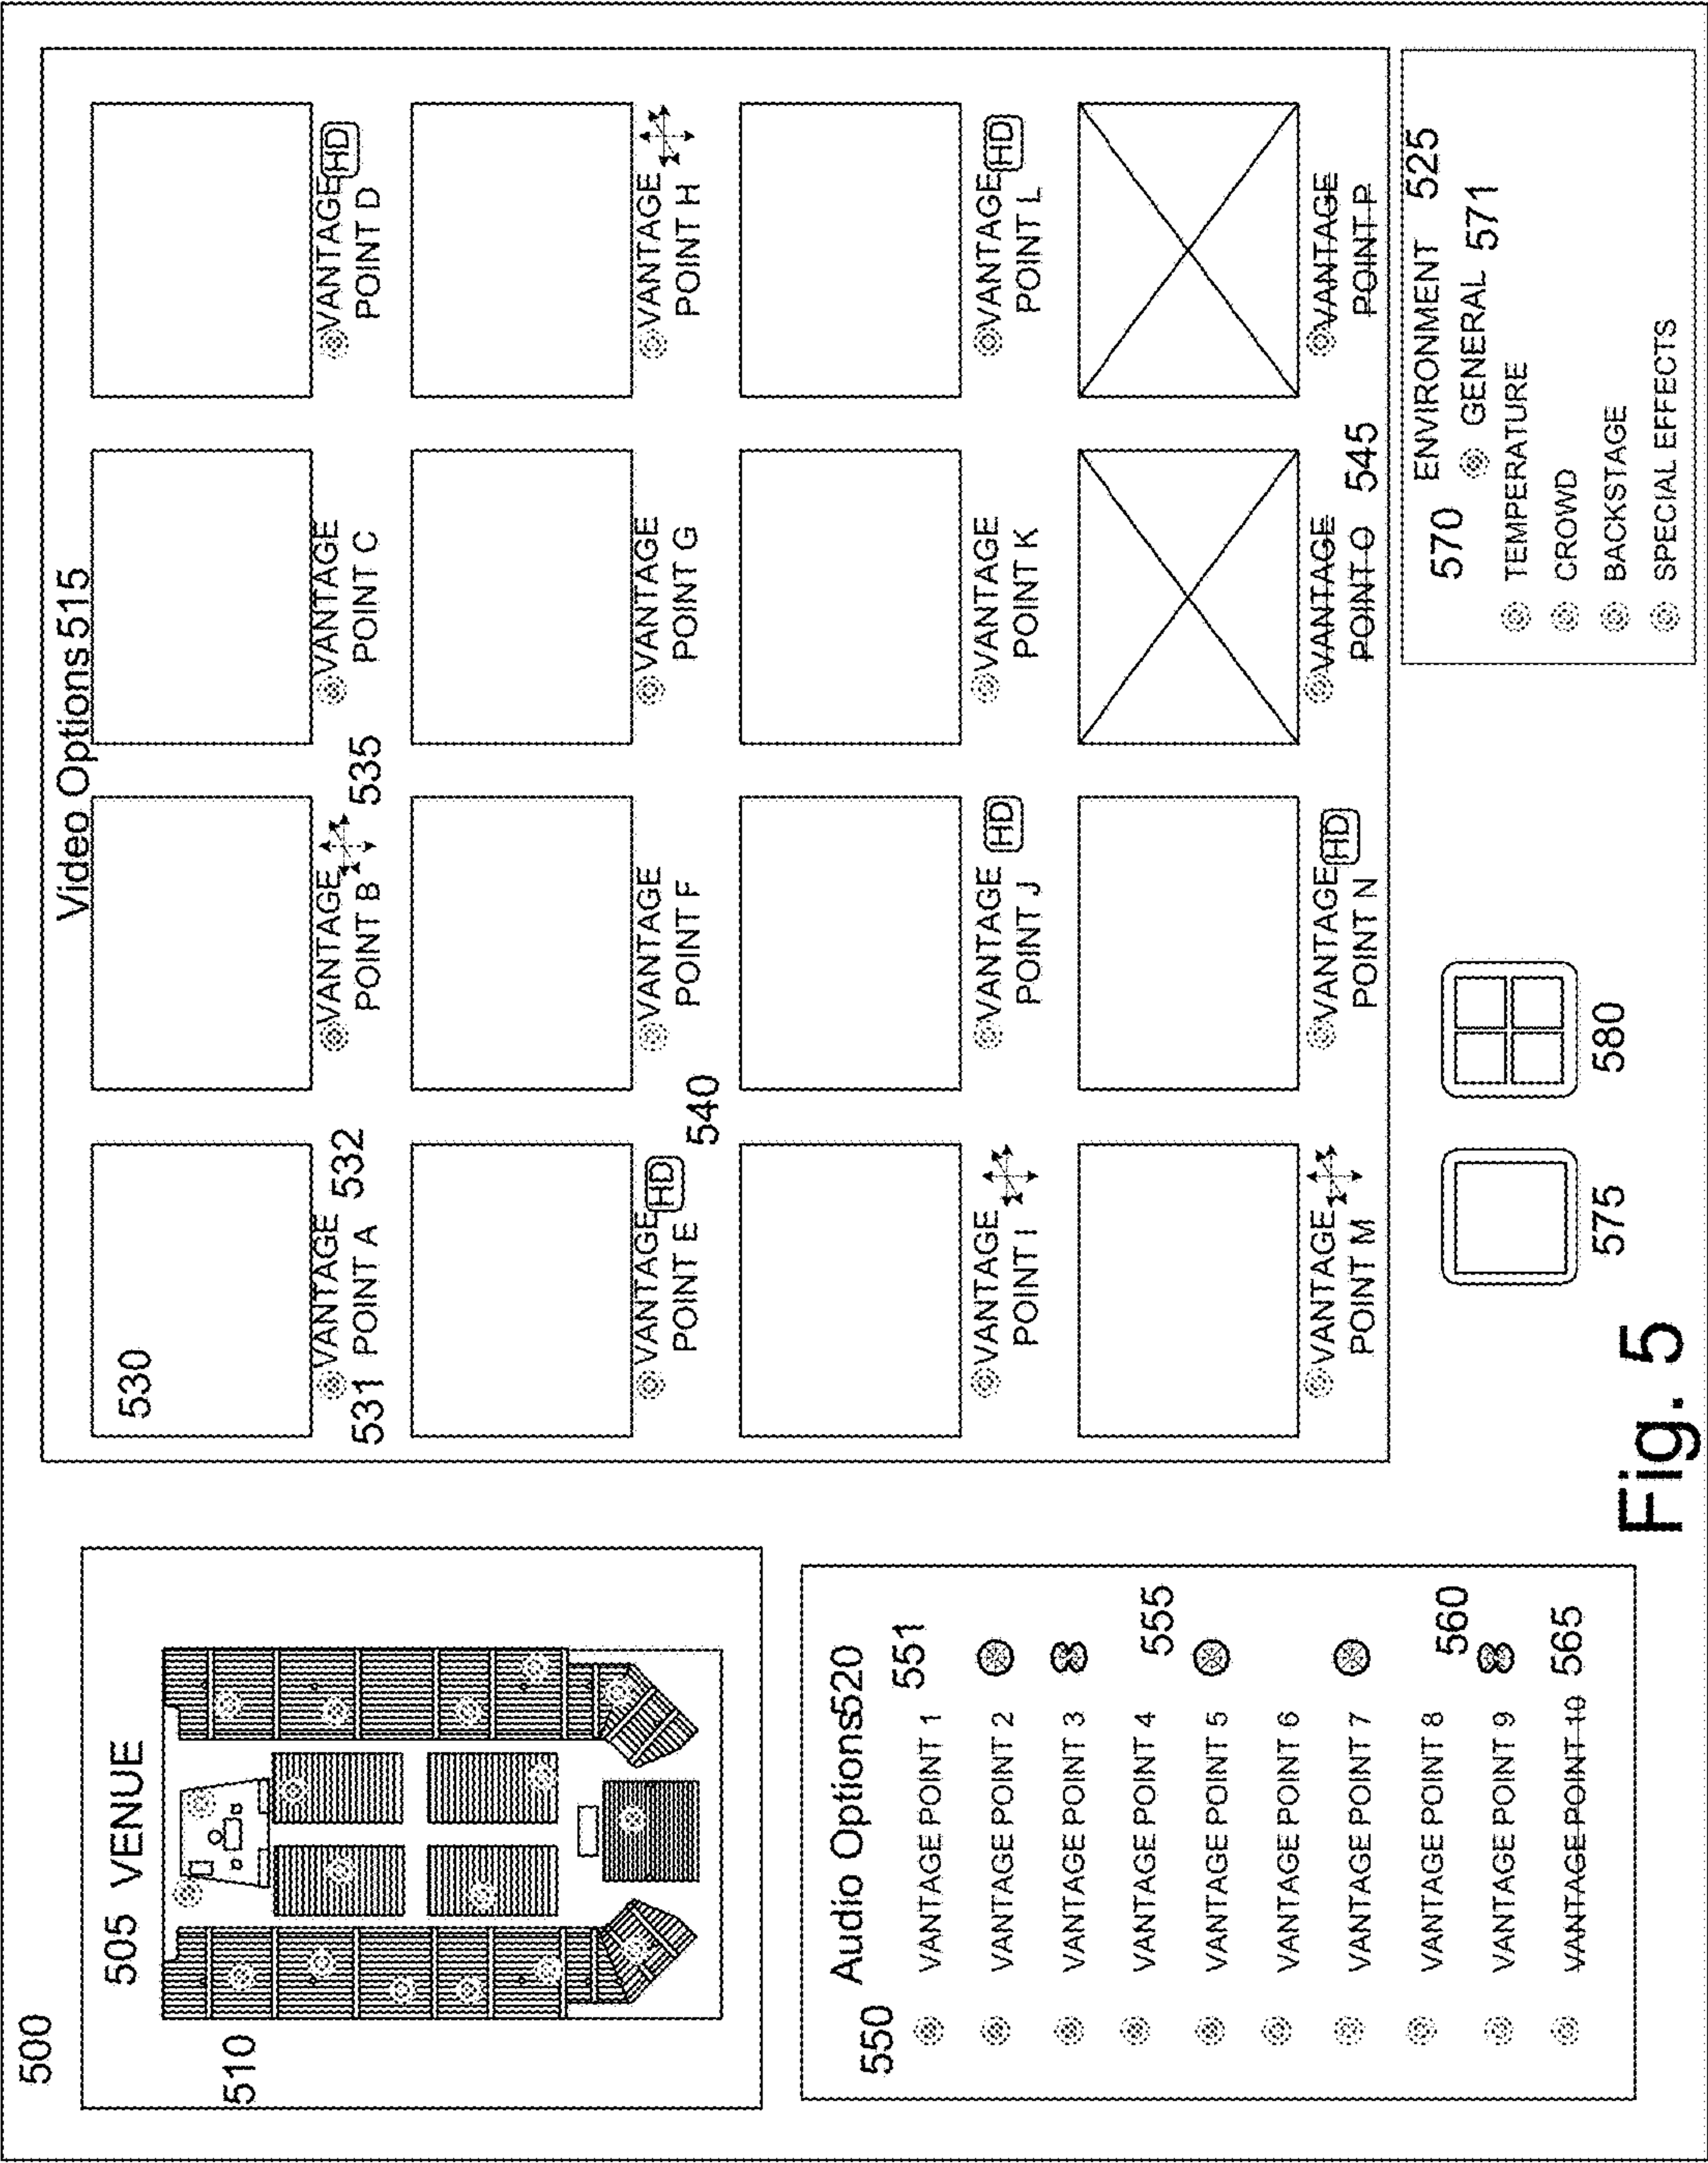 500
505 VENUE
510
Audio Options520
550
551
VANTAGE POINT 1
VANTAGE POINT 2
VANTAGE POINT 3
VANTAGE POINT 4
555
VANTAGE POINT 5
VANTAGE POINT 6
VANTAGE POINT 7
VANTAGE POINT 8
560
VANTAGE POINT 9
VANTAGE POINT 10 565
Video Options515
530
VANTAGE
531 POINT A 532
VANTAGE
POINT B 535
VANTAGE
POINT C
VANTAGE HD
POINT D
VANTAGE HD
POINT E
540
VANTAGE
POINT F
VANTAGE
POINT G
VANTAGE
POINT H
VANTAGE
POINT I
VANTAGE HD
POINT J
VANTAGE
POINT K
VANTAGE HD
POINT L
VANTAGE
POINT M
VANTAGE HD
POINT N
VANTAGE
POINT O 545
VANTAGE
POINT P
575
580
ENVIRONMENT 525
570
GENERAL 571
TEMPERATURE
CROWD
BACKSTAGE
SPECIAL EFFECTS
Fig. 5